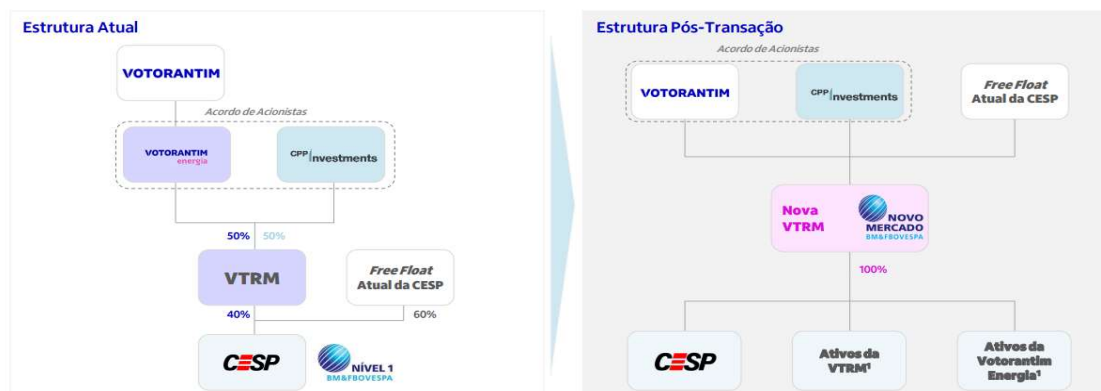 Estrutura Atual
VOTORANTIM
Acordo de Acionistas
VOTORANTIM
energia
CPP Investments
50% 50%
VTRM
Free Float
Atual da CESP
40%
60%
CESP
NÍVEL 1
BM&FBOVESPA
Estrutura Pós-Transação
Acordo de Acionistas
VOTORANTIM
CPP Investments
Free Float
Atual da CESP
Nova
VTRM
NOVO
MERCADO
BM&FBOVESPA
100%
CESP
Ativos da
VTRM¹
Ativos da
Votorantim
Energia¹